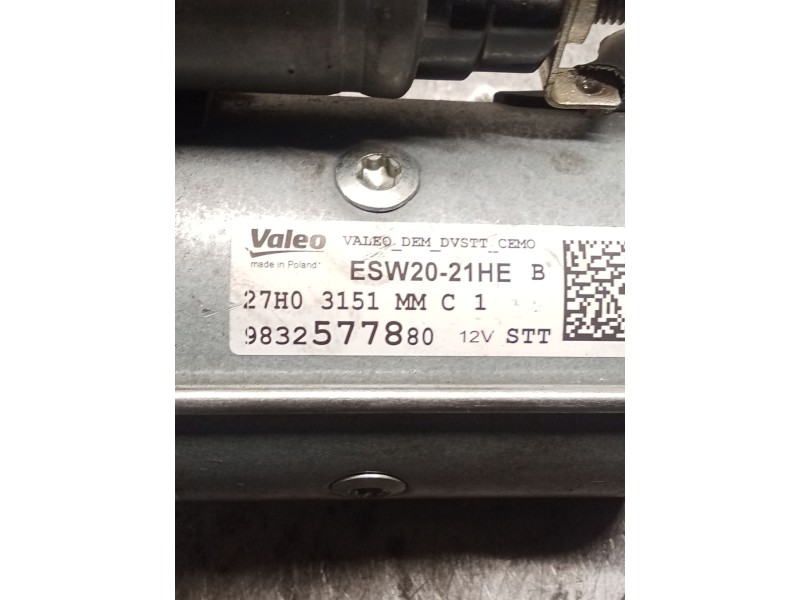 Valeo VALEO_DEM_DVSTT_CEMO
made in Poland ESW20-21HE B
27H0 3151 MM C 1
9832577880 12V STT